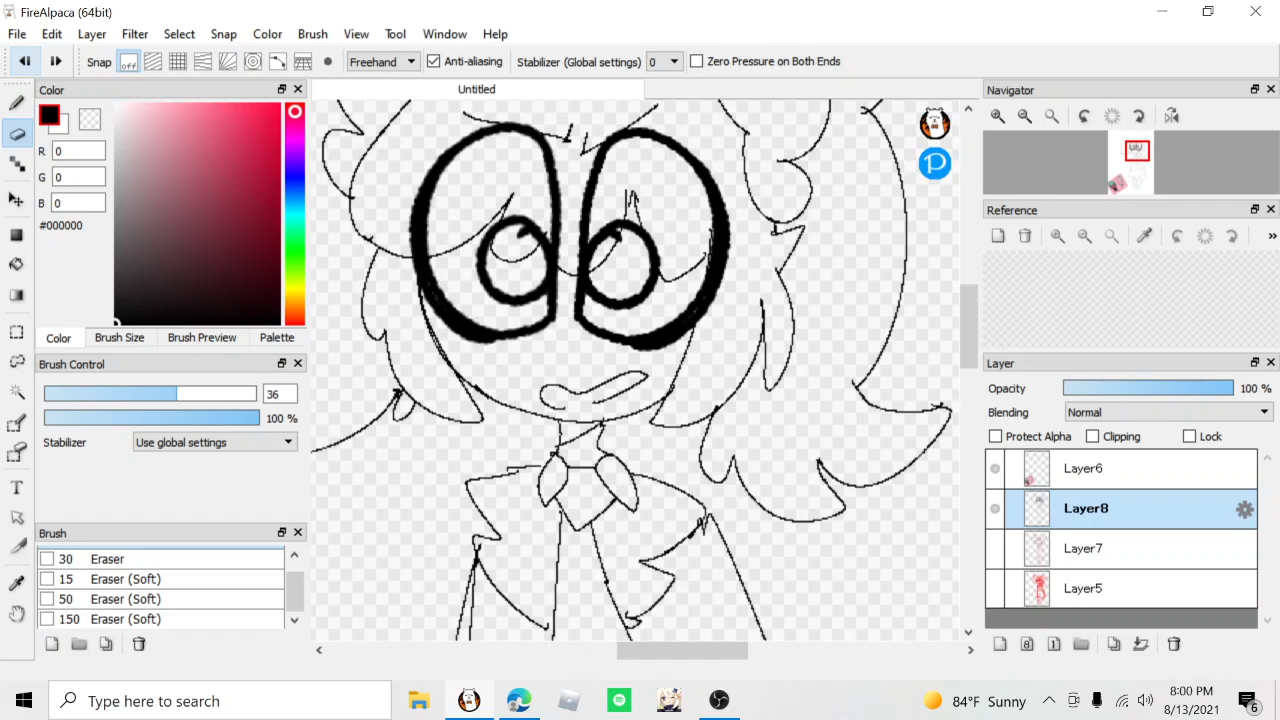 FireAlpaca (64bit)
File Edit Layer Filter Select Snap Color Brush View Tool Window Help
Snap off Freehand Anti-aliasing Stabilizer (Global settings) 0 Zero Pressure on Both Ends
Color
Untitled
Navigator
R 0
G 0
B 0
#000000
Reference
Color Brush Size Brush Preview Palette
Brush Control
36
100 %
Stabilizer Use global settings
Layer
Opacity 100 %
Blending Normal
Protect Alpha Clipping Lock
Layer6
Layer8
Layer7
Layer5
Brush
30 Eraser
15 Eraser (Soft)
50 Eraser (Soft)
150 Eraser (Soft)
8 1
Type here to search
84°F Sunny
8:00 PM
8/13/2021
6